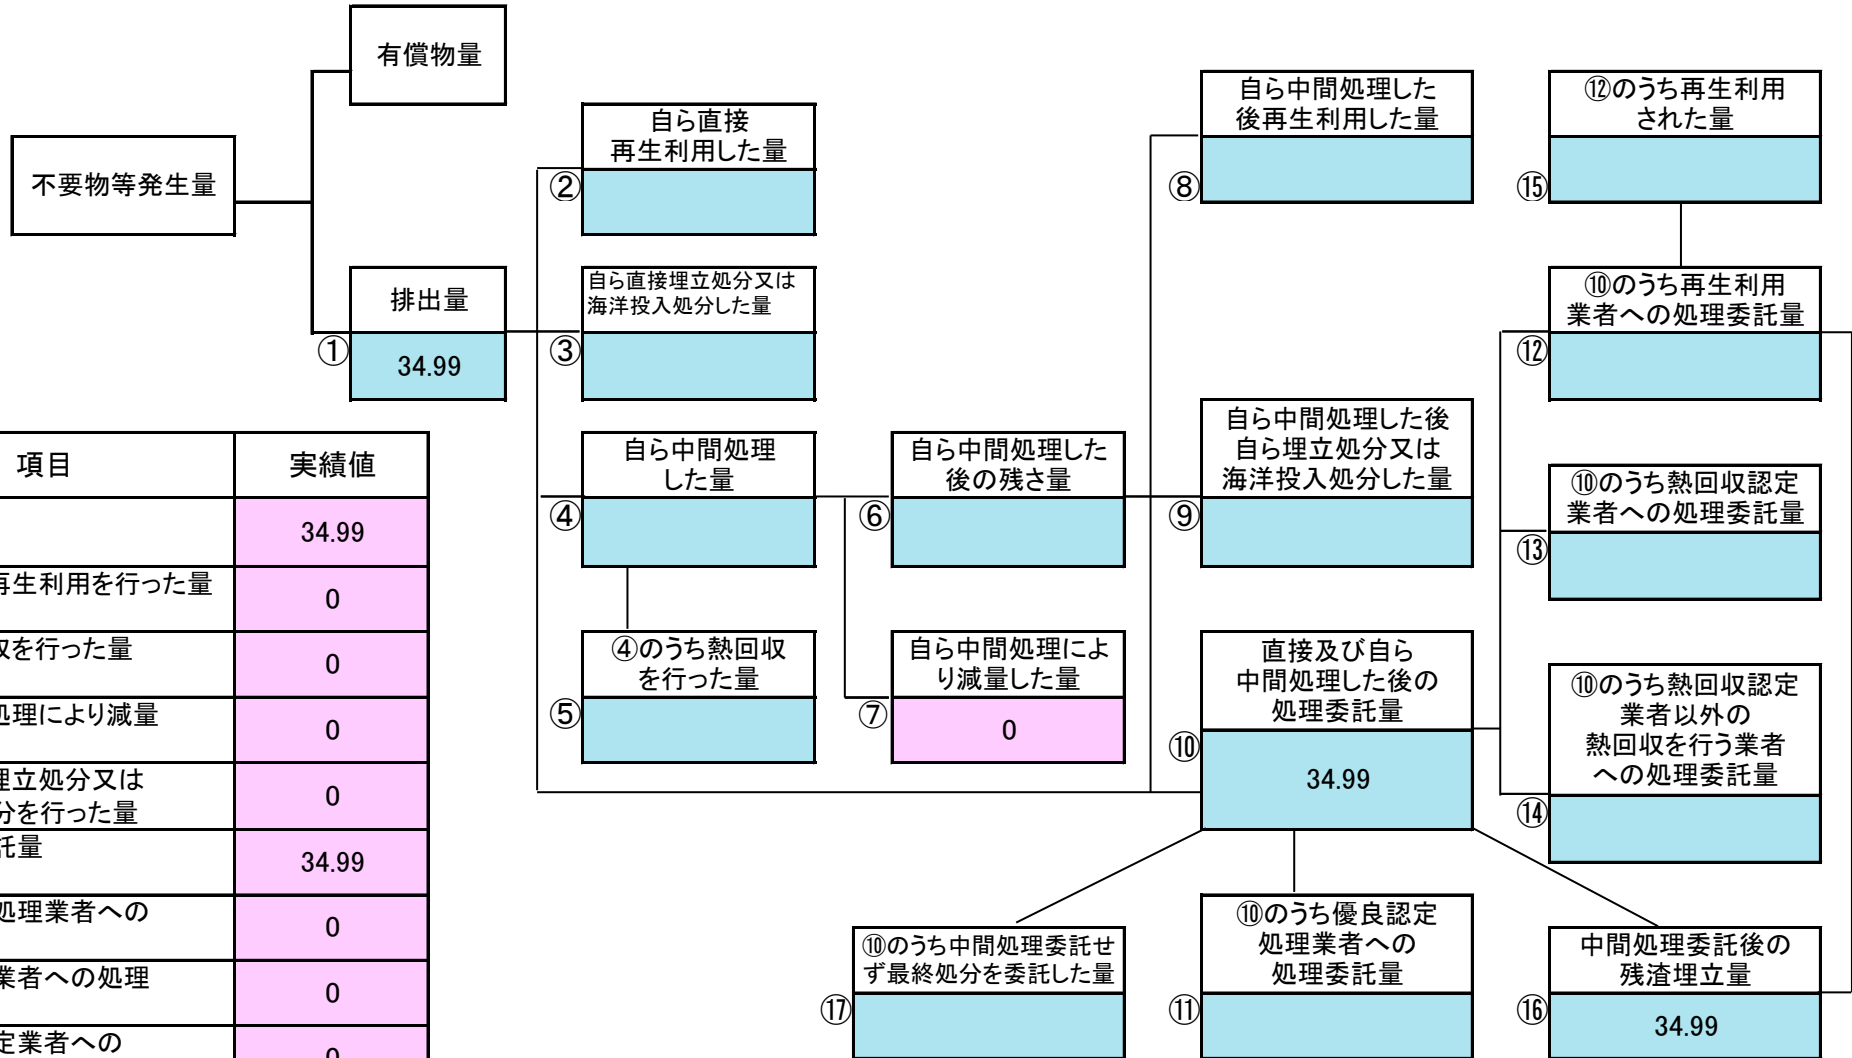 有償物量
不要物等発生量
排出量
①
34.99
自ら直接
再生利用した量
②
自ら直接埋立処分又は
海洋投入処分した量
③
自ら中間処理
した量
④
④のうち熱回収
を行った量
⑤
自ら中間処理した
後の残さ量
⑥
自ら中間処理によ
り減量した量
⑦
0
自ら中間処理した
後再生利用した量
⑧
自ら中間処理した後
自ら埋立処分又は
海洋投入処分した量
⑨
直接及び自ら
中間処理した後の
処理委託量
⑩
34.99
⑫のうち再生利用
された量
⑮
⑩のうち再生利用
業者への処理委託量
⑫
⑩のうち熱回収認定
業者への処理委託量
⑬
⑩のうち熱回収認定
業者以外の
熱回収を行う業者
への処理委託量
⑭
⑩のうち中間処理委託せ
ず最終処分を委託した量
⑰
⑩のうち優良認定
処理業者への
処理委託量
⑪
中間処理委託後の
残渣埋立量
⑯
34.99
項目 実績値
34.99
再生利用を行った量 0
を行った量 0
処理により減量 0
埋立処分又は
分を行った量 0
託量 34.99
処理業者への 0
業者への処理 0
定業者への 0